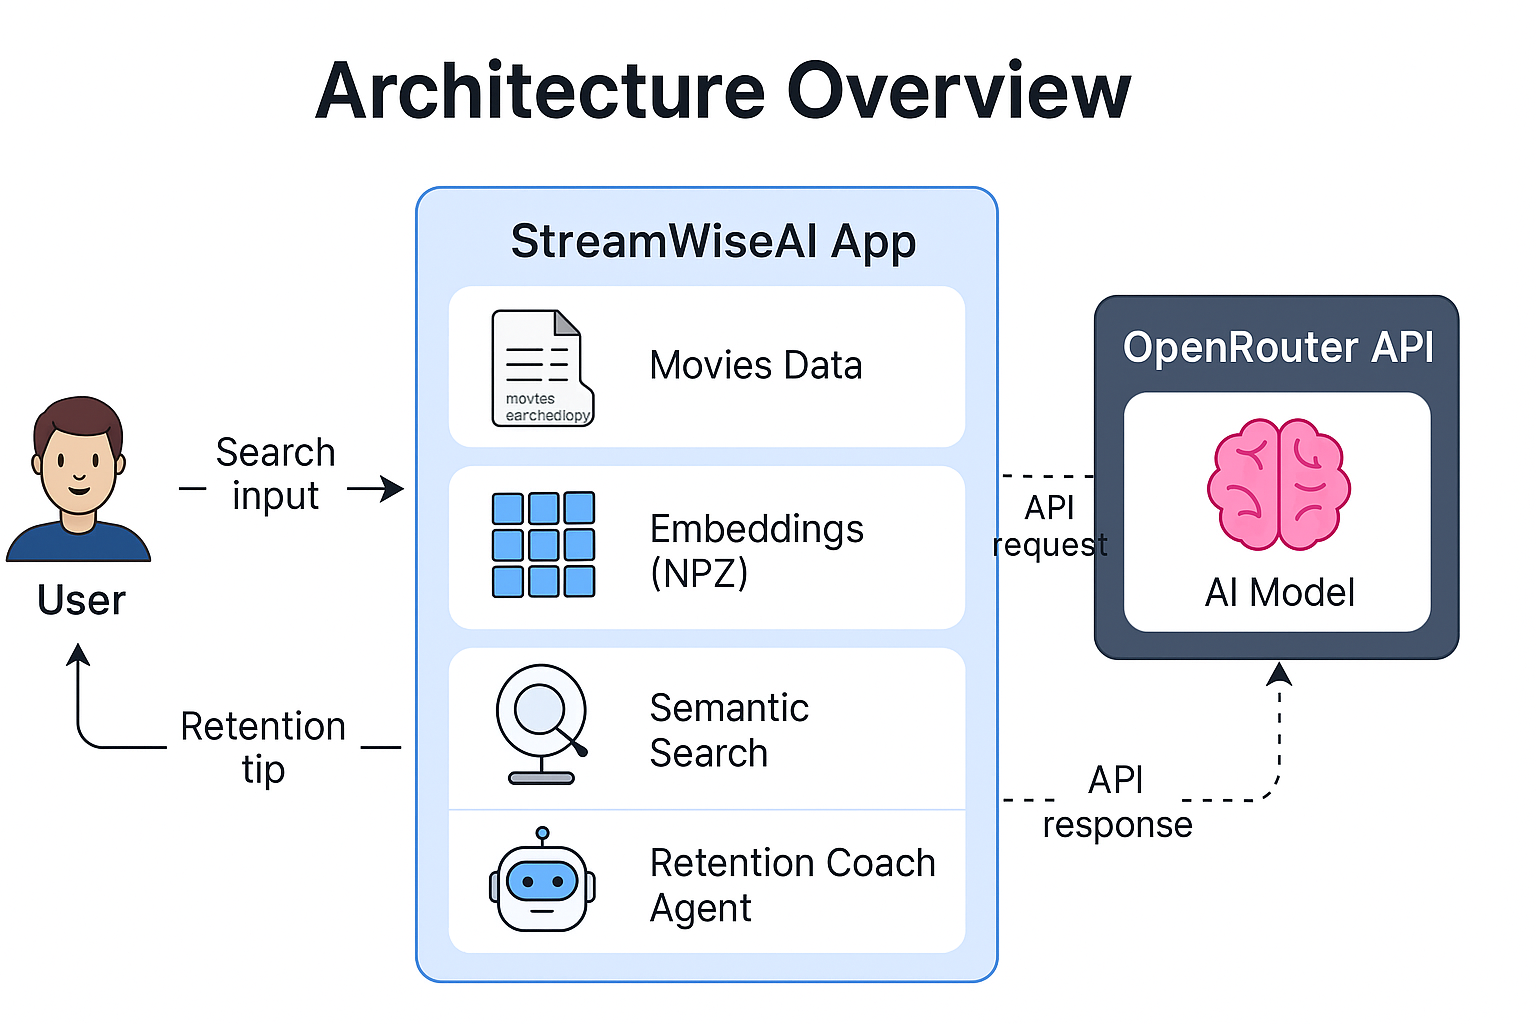 Architecture Overview
StreamWiseAI App
Movies Data
movtes
earchedlopy
Embeddings
(NPZ)
Semantic
Search
Retention Coach
Agent
Search
input
User
Retention
tip
API
request
OpenRouter API
AI Model
API
response